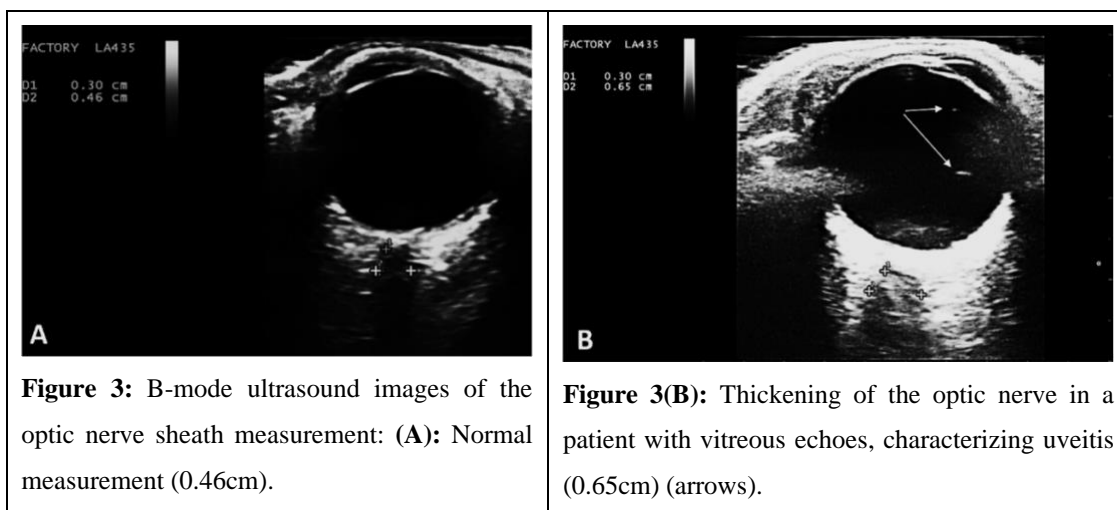 FACTORY LA435
D1 0.30 cm
D2 0.46 cm
A
Figure 3: B-mode ultrasound images of the
optic nerve sheath measurement: (A): Normal
measurement (0.46cm).
FACTORY LA435
D1 0.30 cm
D2 0.65 cm
B
Figure 3(B): Thickening of the optic nerve in a
patient with vitreous echoes, characterizing uveitis
(0.65cm) (arrows).